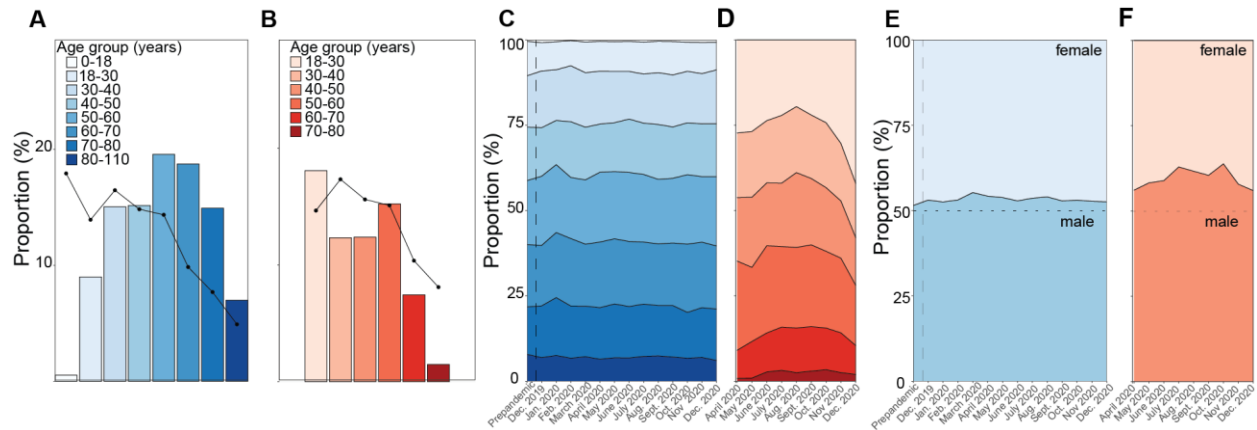 A
B
C
D
E
F
Age group (years)
0-18
18-30
30-40
40-50
50-60
60-70
70-80
80-110
Proportion (%)
20
10
Age group (years)
18-30
30-40
40-50
50-60
60-70
70-80
Proportion (%)
100
75
50
25
0
Prepandemic
Dec. 2019
Jan. 2020
Feb. 2020
March 2020
April 2020
May 2020
June 2020
July 2020
Aug. 2020
Sept. 2020
Oct. 2020
Nov. 2020
Dec. 2020
Proportion (%)
100
75
50
25
0
April 2020
May 2020
June 2020
July 2020
Aug. 2020
Sept. 2020
Oct. 2020
Nov. 2020
Dec. 2020
Proportion (%)
100
75
50
25
0
female
male
Prepandemic
Dec. 2019
Jan. 2020
Feb. 2020
March 2020
April 2020
May 2020
June 2020
July 2020
Aug. 2020
Sept. 2020
Oct. 2020
Nov. 2020
Dec. 2020
female
male
April 2020
May 2020
June 2020
July 2020
Aug. 2020
Sept. 2020
Oct. 2020
Nov. 2020
Dec. 2020